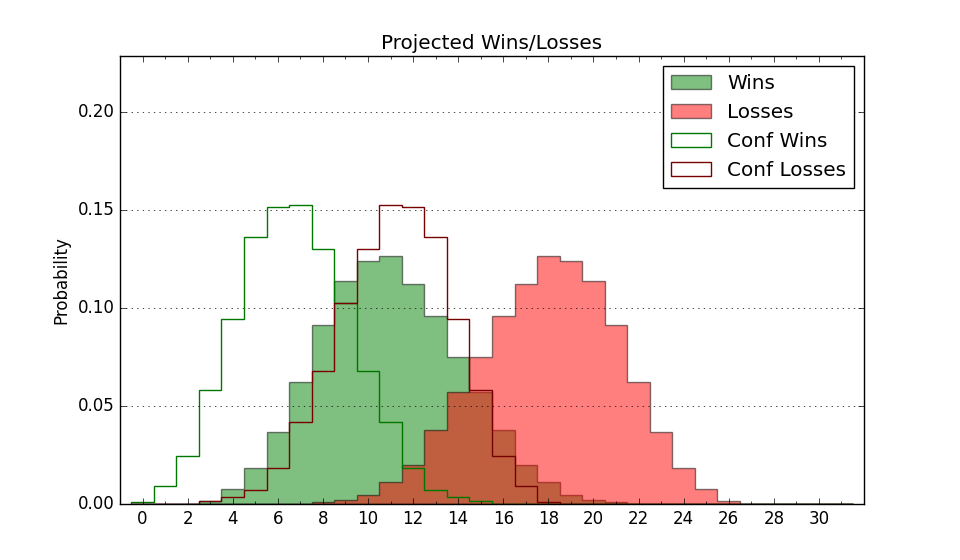 Projected Wins/Losses
Wins
Losses
Conf Wins
Conf Losses
Probability
0.20
0.15
0.10
0.05
0.00
0 2 4 6 8 10 12 14 16 18 20 22 24 26 28 30